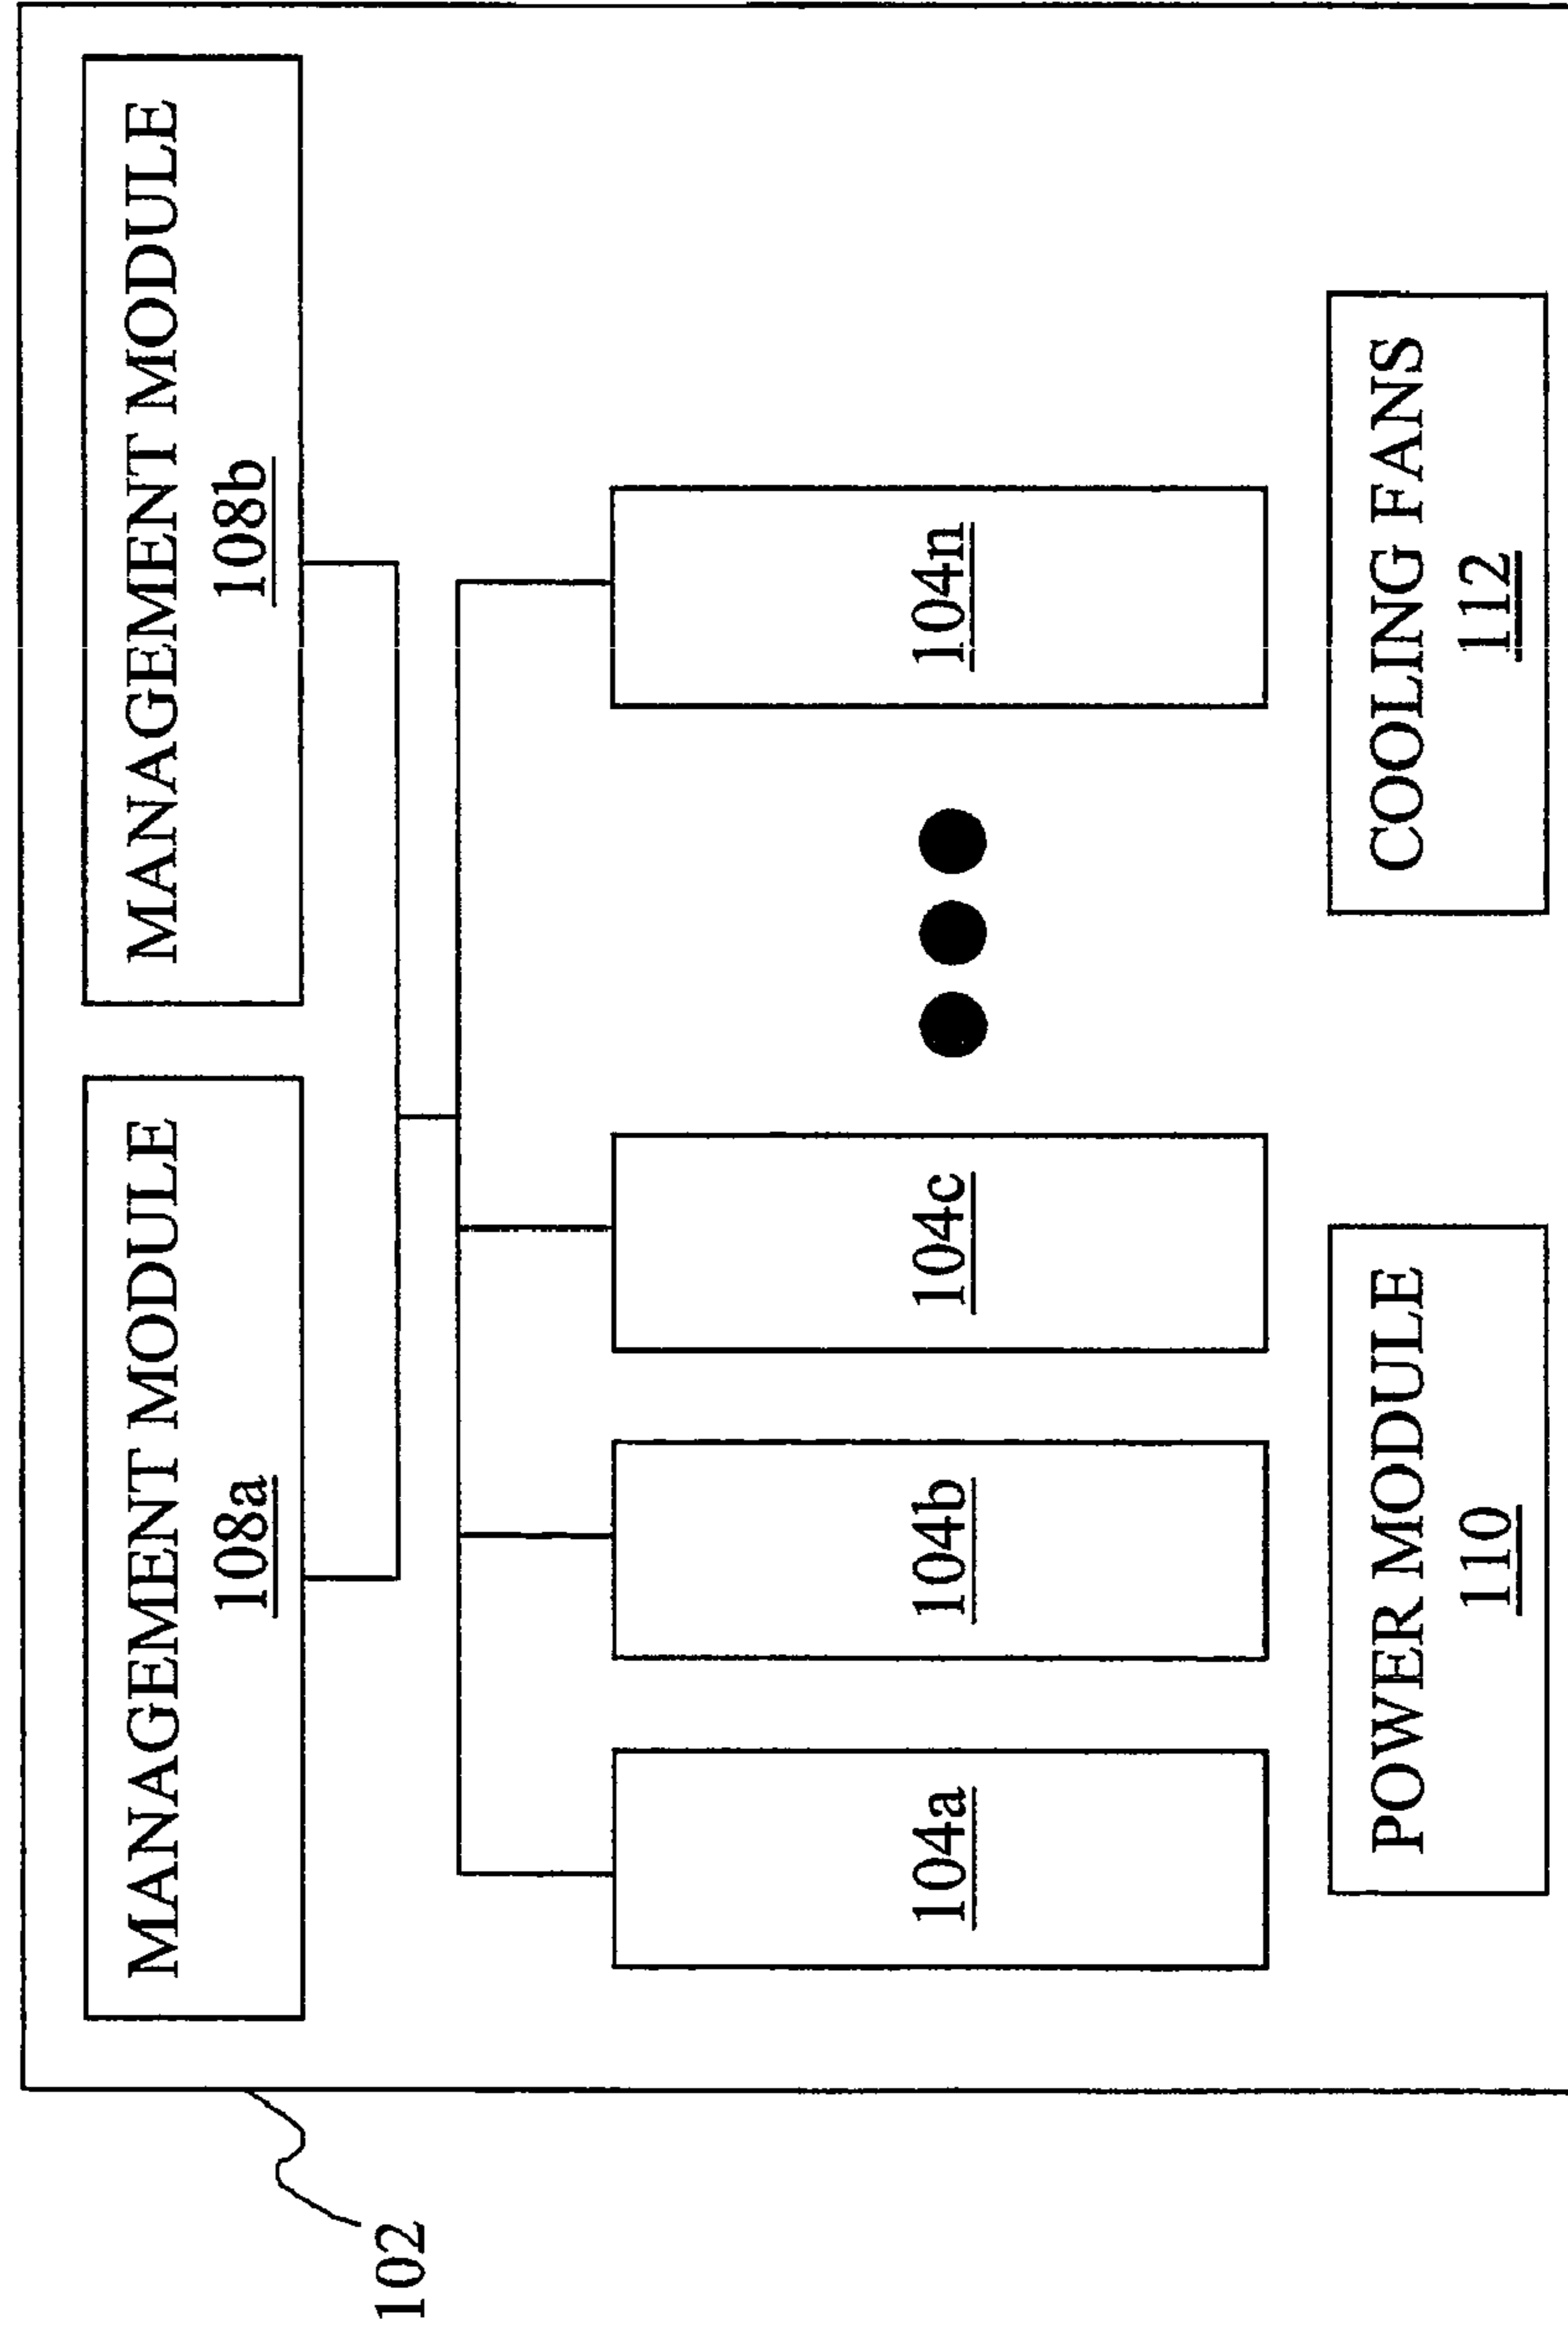 MANAGEMENT MODULE
108a
MANAGEMENT MODULE
108b
102
104a
104b
104c
104n
POWER MODULE
110
COOLING FANS
112